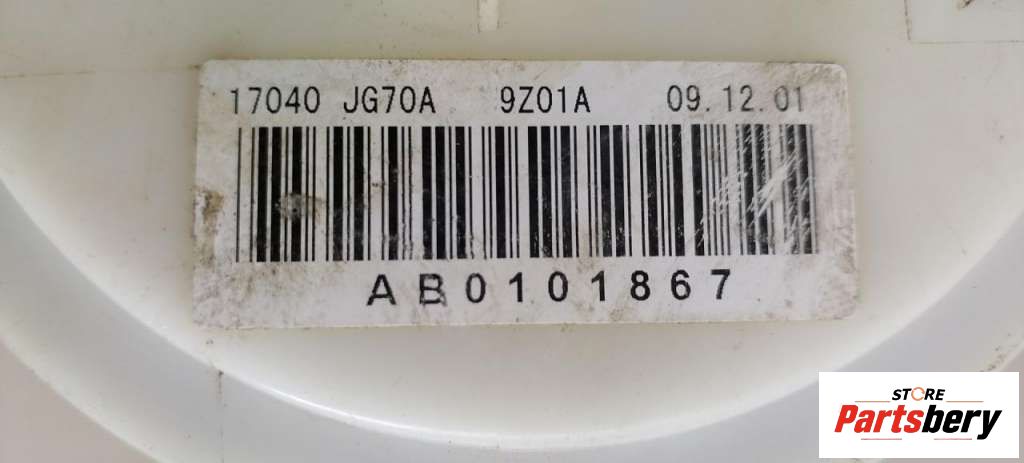 17040 JG70A 9Z01A 09.12.01
AB0101867
STORE
Partsbery